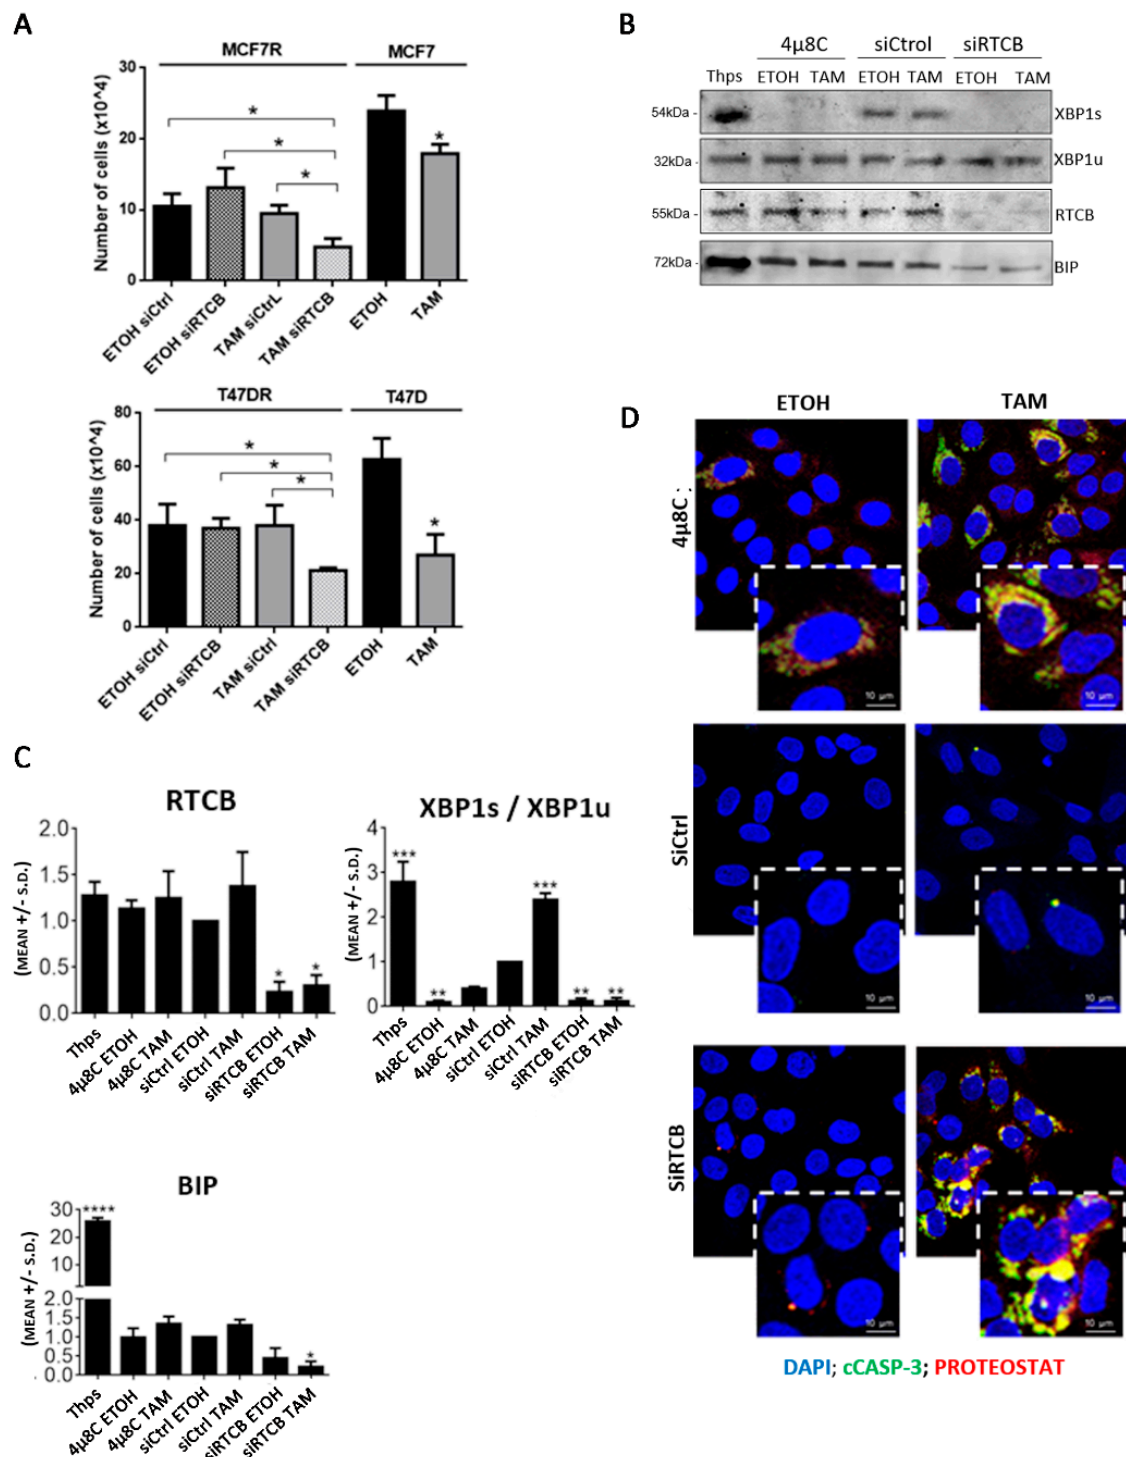 A
MCF7R
MCF7
Number of cells (x10^4)
30
20
10
0
*
*
*
*
ETOH siCtrl
ETOH siRTCB
TAM siCtrL
TAM siRTCB
ETOH
TAM
T47DR
T47D
Number of cells (x10^4)
80
60
40
20
0
*
*
*
*
ETOH siCtrl
ETOH siRTCB
TAM siCtrl
TAM siRTCB
ETOH
TAM
B
4µ8C
siCtrol
siRTCB
Thps ETOH TAM ETOH TAM ETOH TAM
54kDa - XBP1s
32kDa - XBP1u
55kDa - RTCB
72kDa - BIP
C
RTCB
(MEAN +/- S.D.)
2.0
1.5
1.0
0.5
0.0
*
*
Thps
4µ8C ETOH
4µ8C TAM
siCtrl ETOH
siCtrl TAM
siRTCB ETOH
siRTCB TAM
XBP1s / XBP1u
(MEAN +/- S.D.)
4
3
2
1
0
***
**
***
**
**
Thps
4µ8C ETOH
4µ8C TAM
siCtrl ETOH
siCtrl TAM
siRTCB ETOH
siRTCB TAM
BIP
(MEAN +/- S.D.)
30
20
10
2.0
1.5
1.0
0.5
0.0
****
*
Thps
4µ8C ETOH
4µ8C TAM
siCtrl ETOH
siCtrl TAM
siRTCB ETOH
siRTCB TAM
D
ETOH
TAM
4µ8C
10 µm
10 µm
SiCtrl
10 µm
10 µm
SiRTCB
10 µm
10 µm
DAPI; cCASP-3; PROTEOSTAT